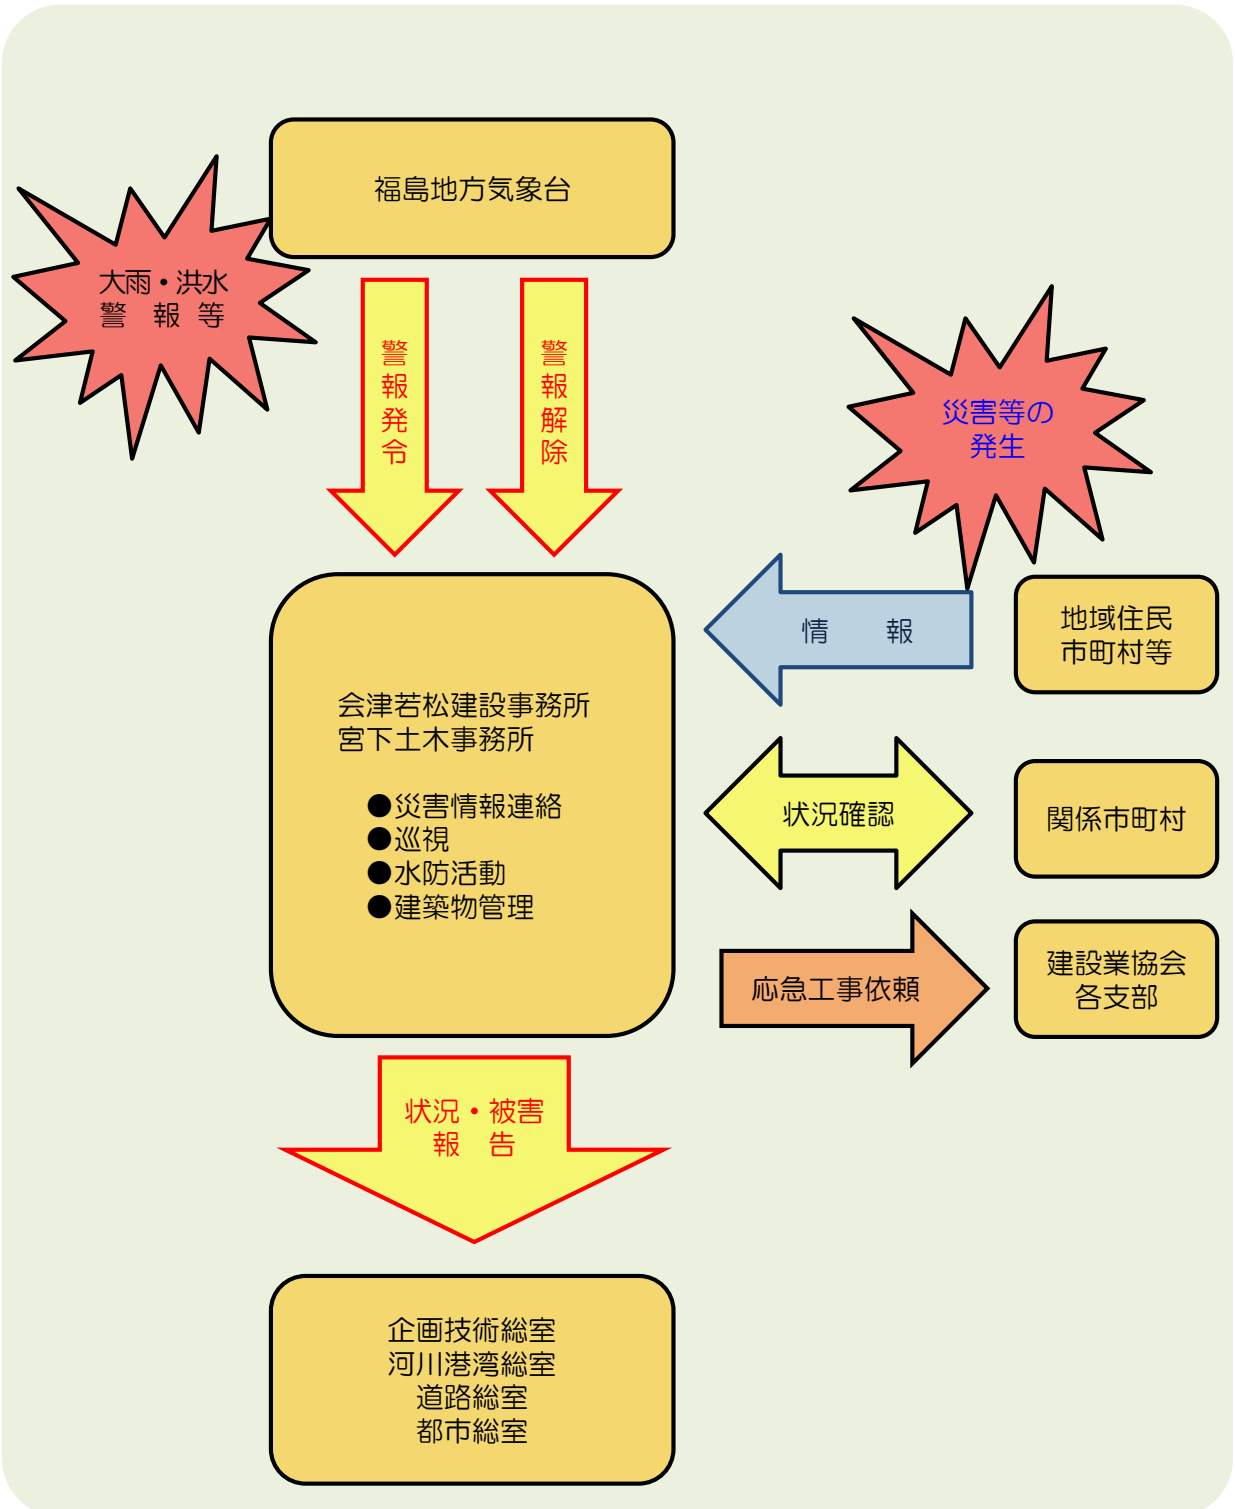 福島地方気象台
大雨・洪水
警 報 等
警報発令
警報解除
災害等の
発生
情 報
地域住民
市町村等
会津若松建設事務所
宮下土木事務所
●災害情報連絡
●巡視
●水防活動
●建築物管理
状況確認
関係市町村
応急工事依頼
建設業協会
各支部
状況・被害
報 告
企画技術総室
河川港湾総室
道路総室
都市総室